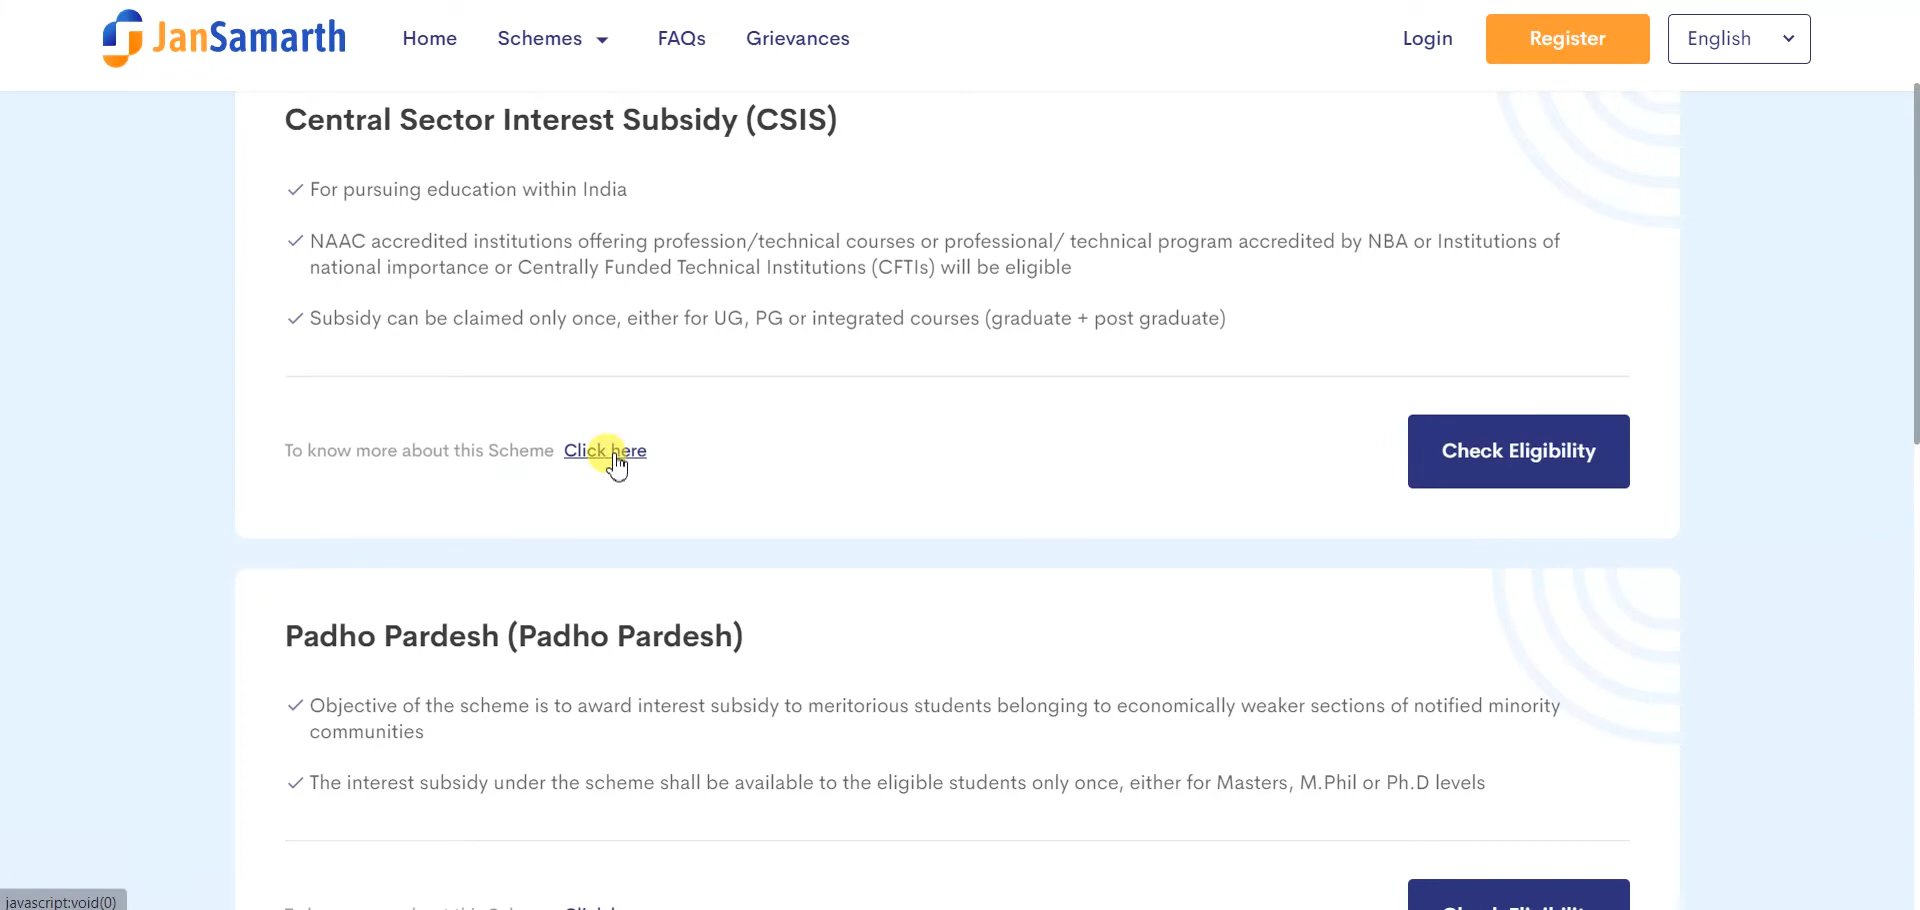 JanSamarth
Home Schemes FAQs Grievances Login Register English
Central Sector Interest Subsidy (CSIS)
For pursuing education within India
NAAC accredited institutions offering profession/technical courses or professional/ technical program accredited by NBA or Institutions of
national importance or Centrally Funded Technical Institutions (CFTIs) will be eligible
Subsidy can be claimed only once, either for UG, PG or integrated courses (graduate + post graduate)
To know more about this Scheme Click here Check Eligibility
Padho Pardesh (Padho Pardesh)
Objective of the scheme is to award interest subsidy to meritorious students belonging to economically weaker sections of notified minority
communities
The interest subsidy under the scheme shall be available to the eligible students only once, either for Masters, M.Phil or Ph.D levels
javascript:void(0)